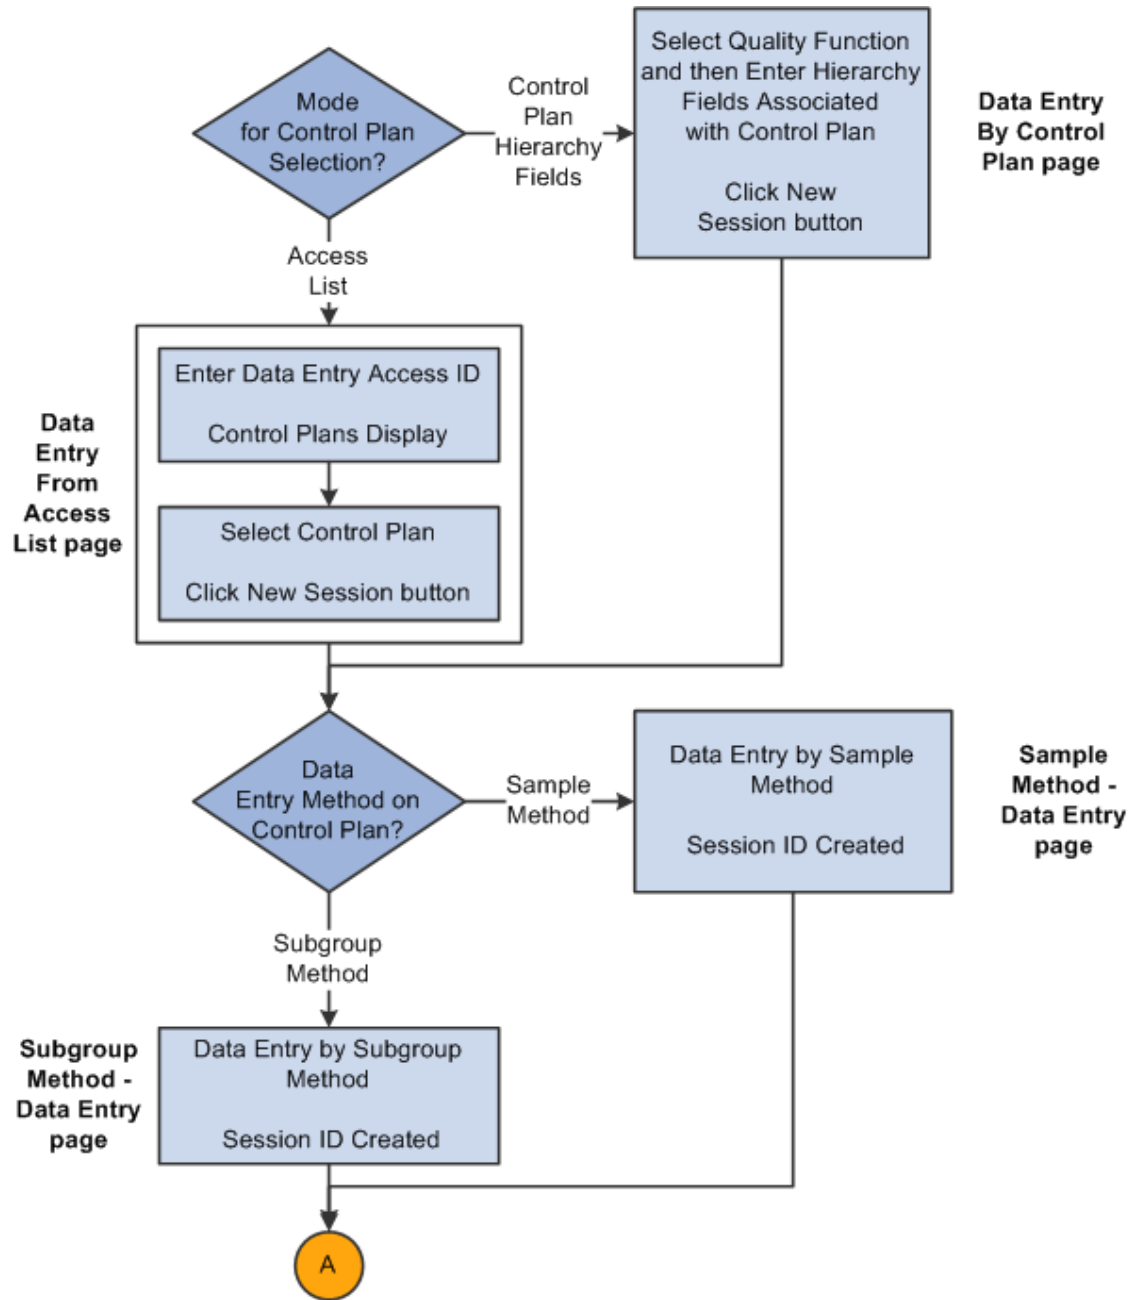 Mode
for Control Plan
Selection?
Control
Plan
Hierarchy
Fields
Select Quality Function
and then Enter Hierarchy
Fields Associated
with Control Plan
Click New
Session button
Data Entry
By Control
Plan page
Access
List
Data
Entry
From
Access
List page
Enter Data Entry Access ID
Control Plans Display
Select Control Plan
Click New Session button
Data
Entry Method on
Control Plan?
Sample
Method
Data Entry by Sample
Method
Session ID Created
Sample
Method -
Data Entry
page
Subgroup
Method
Subgroup
Method -
Data Entry
page
Data Entry by Subgroup
Method
Session ID Created
A